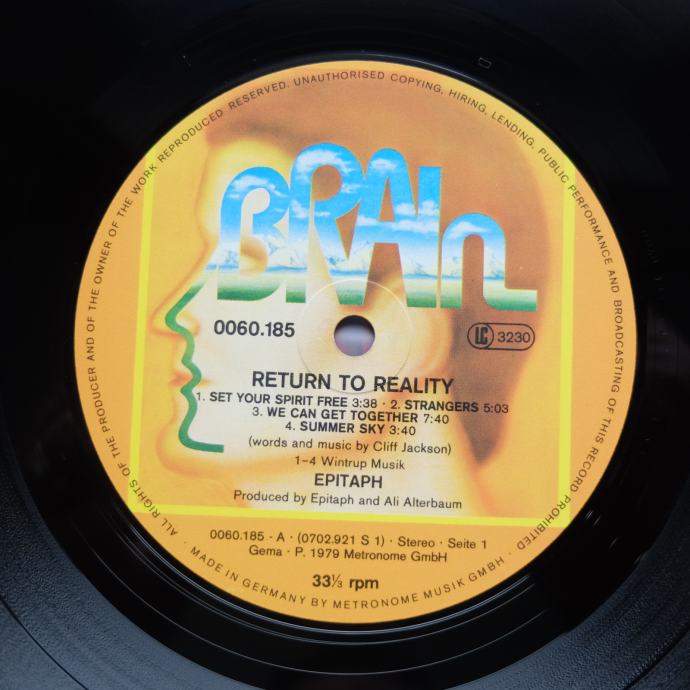 ALL RIGHTS OF THE PRODUCER AND OF THE OWNER OF THE WORK REPRODUCED RESERVED. UNAUTHORISED COPYING, HIRING, LENDING, PUBLIC PERFORMANCE AND BROADCASTING OF THIS RECORD PROHIBITED ·
BRAIn
0060.185
LC 3230
RETURN TO REALITY
1. SET YOUR SPIRIT FREE 3:38 · 2. STRANGERS 5:03
3. WE CAN GET TOGETHER 7:40
4. SUMMER SKY 3:40
(words and music by Cliff Jackson)
1–4 Wintrup Musik
EPITAPH
Produced by Epitaph and Ali Alterbaum
0060.185 · A · (0702.921 S 1) · Stereo · Seite 1
Gema · P. 1979 Metronome GmbH
33⅓ rpm
· MADE IN GERMANY BY METRONOME MUSIK GMBH ·